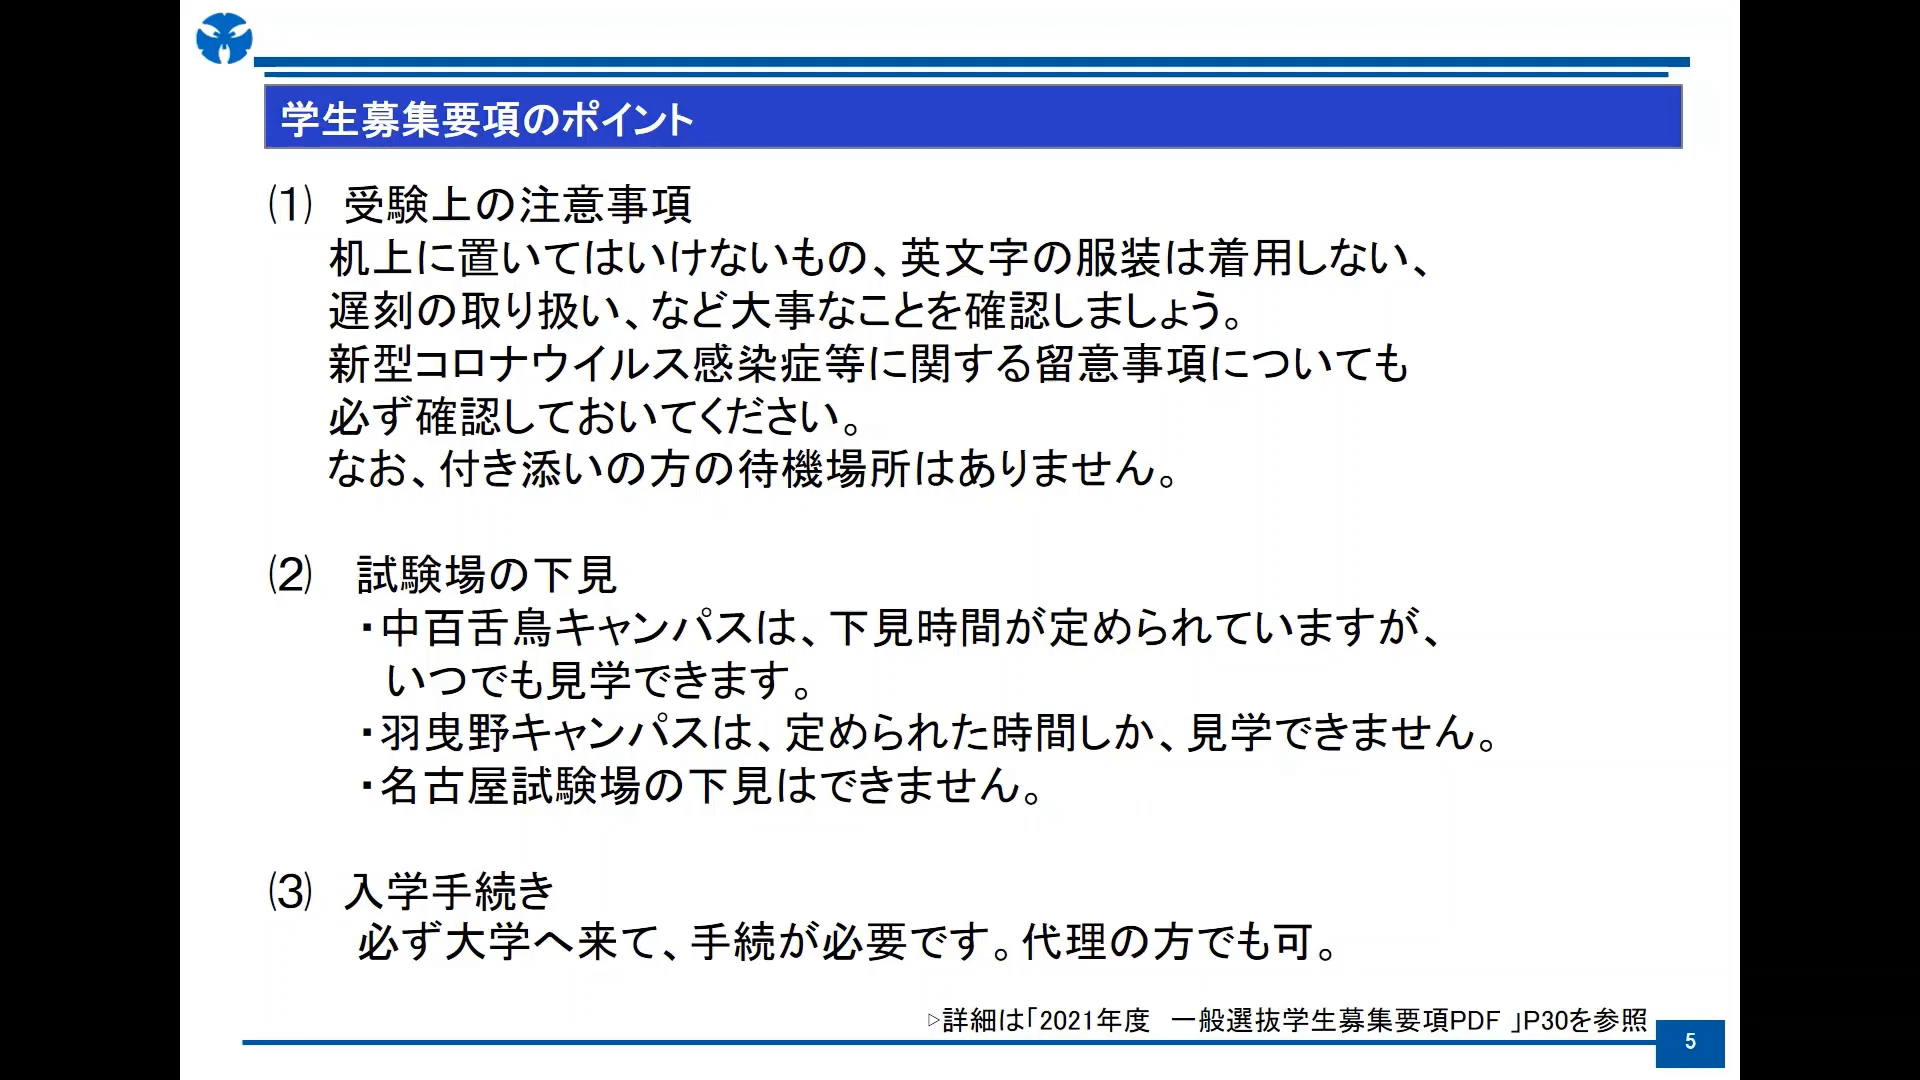 学生募集要項のポイント
⑴ 受験上の注意事項
机上に置いてはいけないもの、英文字の服装は着用しない、
遅刻の取り扱い、など大事なことを確認しましょう。
新型コロナウイルス感染症等に関する留意事項についても
必ず確認しておいてください。
なお、付き添いの方の待機場所はありません。
⑵ 試験場の下見
・中百舌鳥キャンパスは、下見時間が定められていますが、
いつでも見学できます。
・羽曳野キャンパスは、定められた時間しか、見学できません。
・名古屋試験場の下見はできません。
⑶ 入学手続き
必ず大学へ来て、手続が必要です。代理の方でも可。
▷詳細は「2021年度 一般選抜学生募集要項PDF 」P30を参照
5